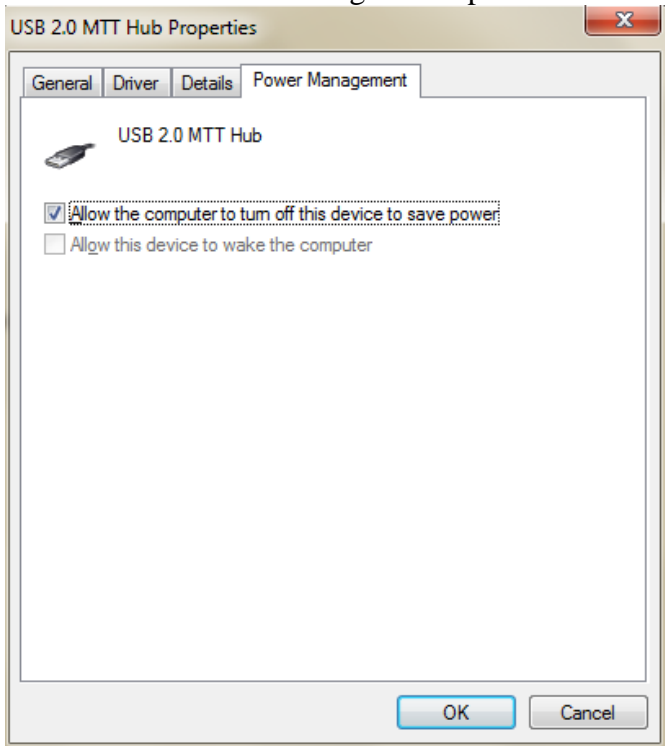 USB 2.0 MTT Hub Properties
General Driver Details Power Management
USB 2.0 MTT Hub
Allow the computer to turn off this device to save power
Allow this device to wake the computer
OK Cancel